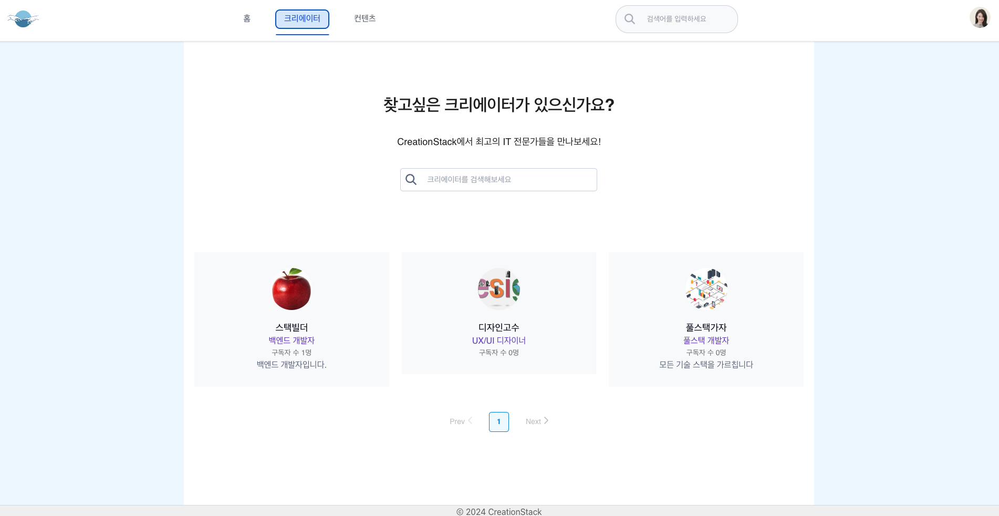 홈
크리에이터
컨텐츠
검색어를 입력하세요
찾고싶은 크리에이터가 있으신가요?
CreationStack에서 최고의 IT 전문가들을 만나보세요!
크리에이터를 검색해보세요
esig
스택빌더
백엔드 개발자
구독자 수 1명
백엔드 개발자입니다.
디자인고수
UX/UI 디자이너
구독자 수 0명
풀스택가자
풀스택 개발자
구독자 수 0명
모든 기술 스택을 가르칩니다
Prev
1
Next
© 2024 CreationStack